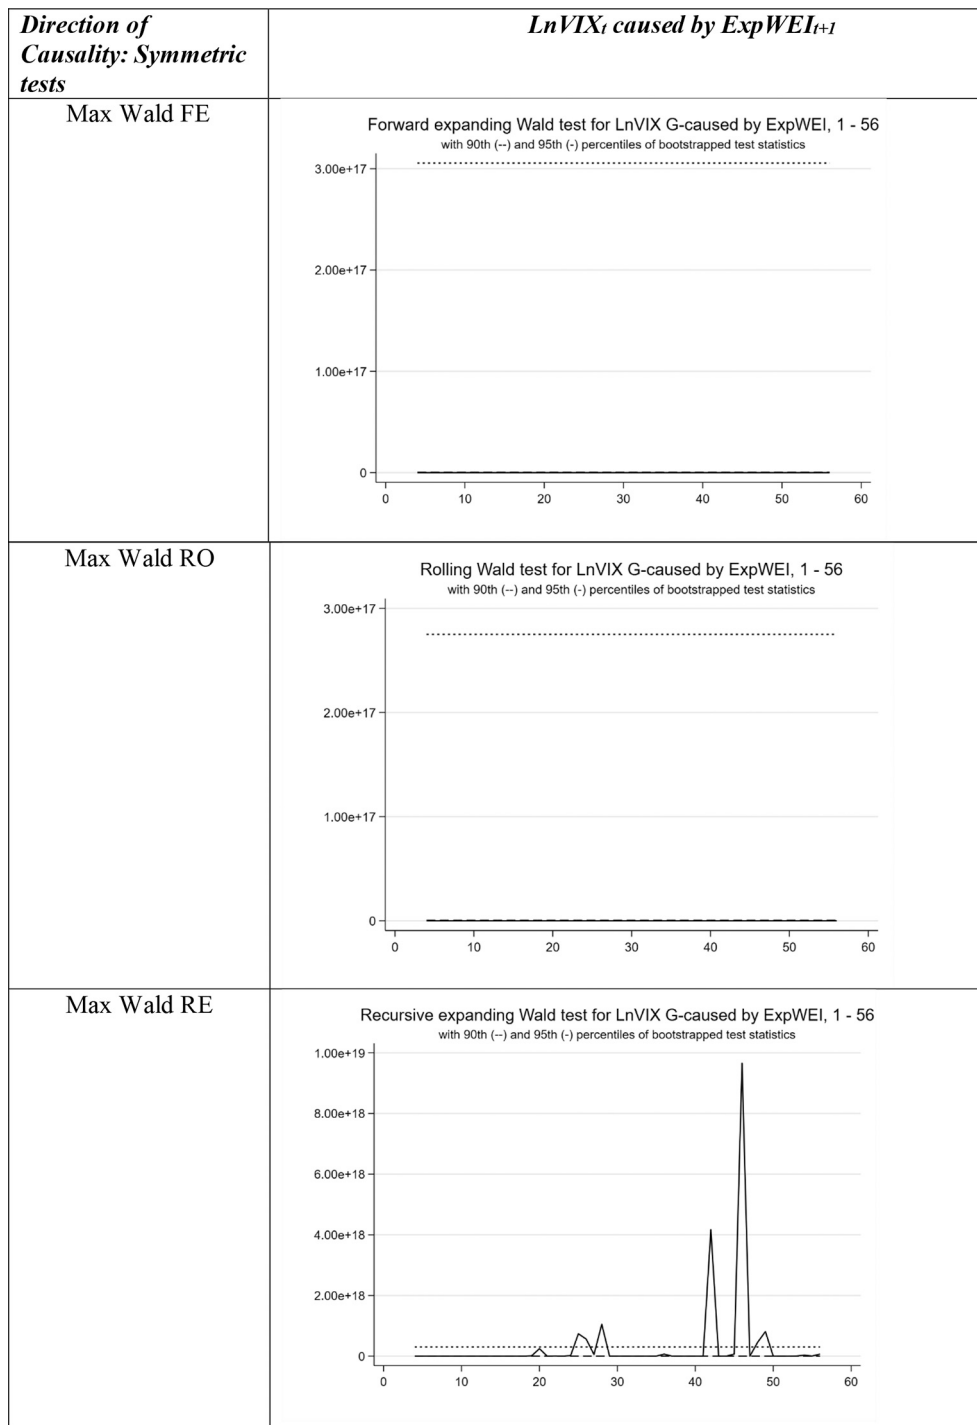 Direction of
Causality: Symmetric
tests
LnVIXt caused by ExpWEIt+1
Max Wald FE
Forward expanding Wald test for LnVIX G-caused by ExpWEI, 1 - 56
with 90th (--) and 95th (-) percentiles of bootstrapped test statistics
3.00e+17
2.00e+17
1.00e+17
0
0 10 20 30 40 50 60
Max Wald RO
Rolling Wald test for LnVIX G-caused by ExpWEI, 1 - 56
with 90th (--) and 95th (-) percentiles of bootstrapped test statistics
3.00e+17
2.00e+17
1.00e+17
0
0 10 20 30 40 50 60
Max Wald RE
Recursive expanding Wald test for LnVIX G-caused by ExpWEI, 1 - 56
with 90th (--) and 95th (-) percentiles of bootstrapped test statistics
1.00e+19
8.00e+18
6.00e+18
4.00e+18
2.00e+18
0
0 10 20 30 40 50 60